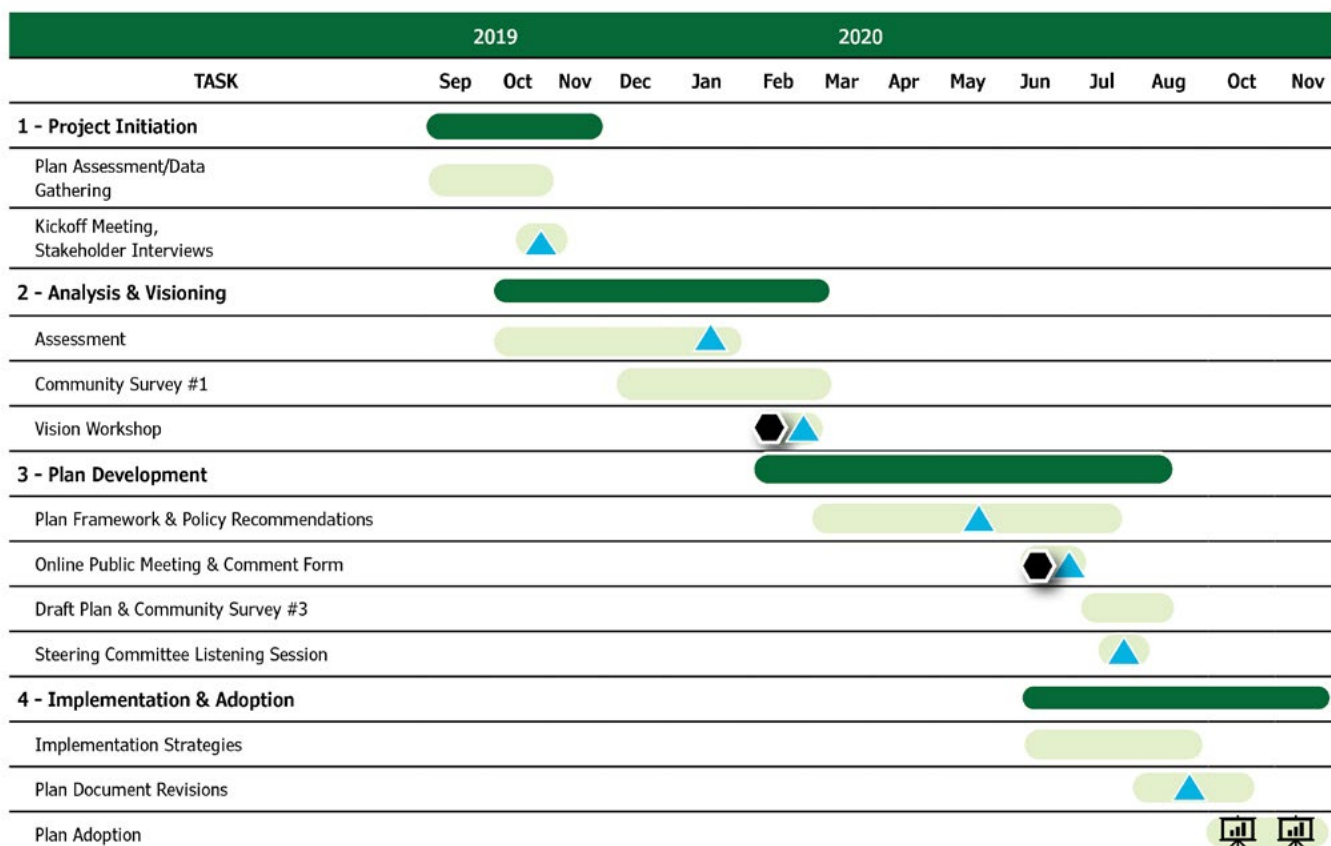 2019 2020
TASK Sep Oct Nov Dec Jan Feb Mar Apr May Jun Jul Aug Oct Nov
1 - Project Initiation
Plan Assessment/Data
Gathering
Kickoff Meeting,
Stakeholder Interviews
2 - Analysis & Visioning
Assessment
Community Survey #1
Vision Workshop
3 - Plan Development
Plan Framework & Policy Recommendations
Online Public Meeting & Comment Form
Draft Plan & Community Survey #3
Steering Committee Listening Session
4 - Implementation & Adoption
Implementation Strategies
Plan Document Revisions
Plan Adoption